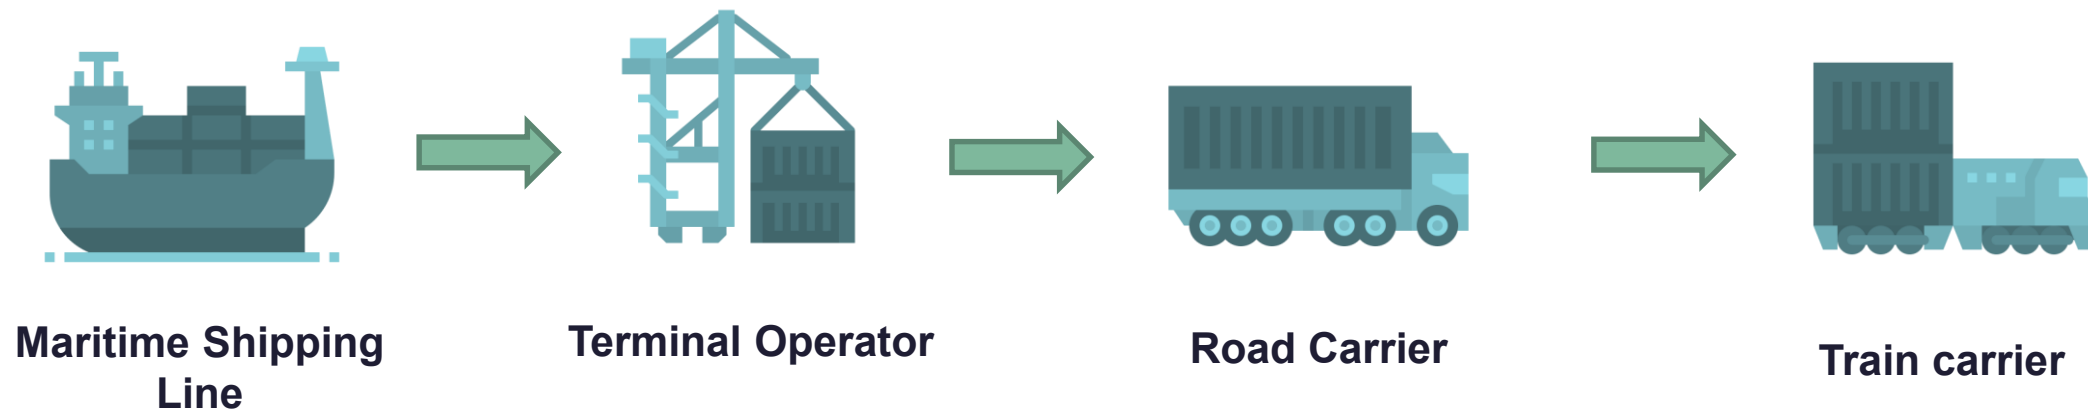 Maritime Shipping
Line
Terminal Operator
Road Carrier
Train carrier